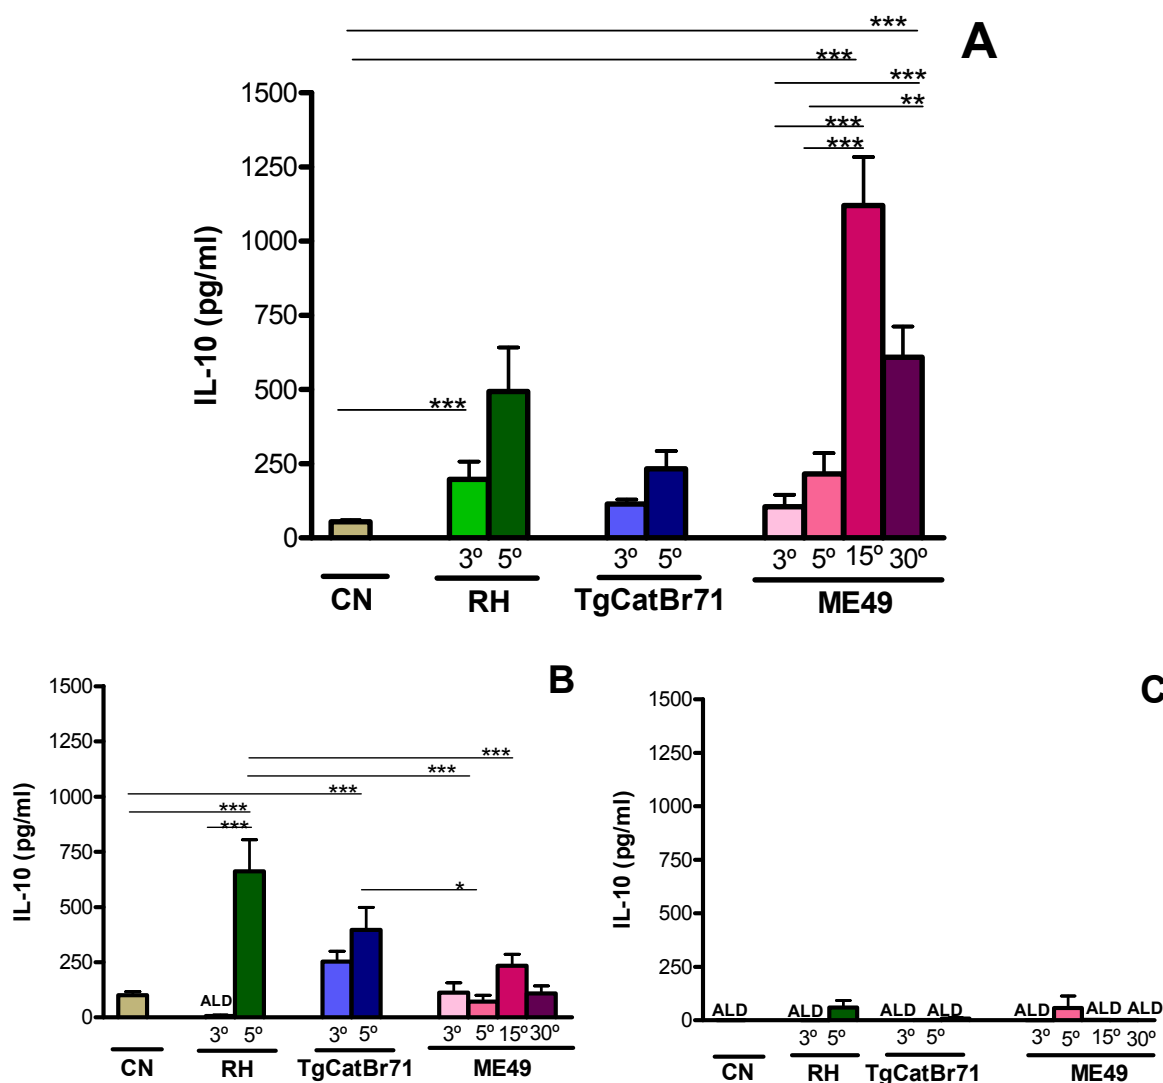 ***
A
***
***
1500
**
***
***
1250
1000
IL-10 (pg/ml)
750
500
***
250
0
3º 5º 3º 5º 3º 5º 15º 30º
CN RH TgCatBr71 ME49
B
1500
1250
***
***
1000
***
***
IL-10 (pg/ml)
***
750
*
500
250
ALD
0
3º 5º 3º 5º 3º 5º 15º 30º
CN RH TgCatBr71 ME49
C
1500
1250
1000
IL-10 (pg/ml)
750
500
250
ALD ALD ALD ALD ALD ALD ALD
0
3º 5º 3º 5º 3º 5º 15º 30º
CN RH TgCatBr71 ME49